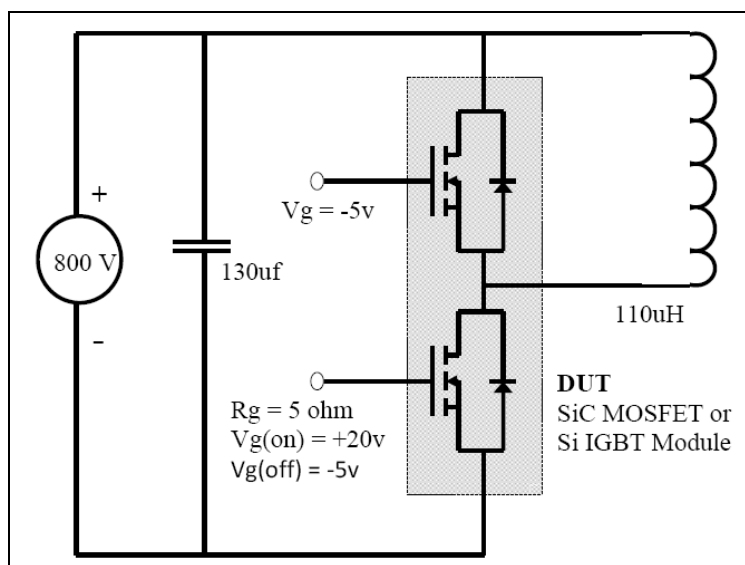 +
800 V
-
130uf
Vg = -5v
Rg = 5 ohm
Vg(on) = +20v
Vg(off) = -5v
110uH
DUT
SiC MOSFET or
Si IGBT Module